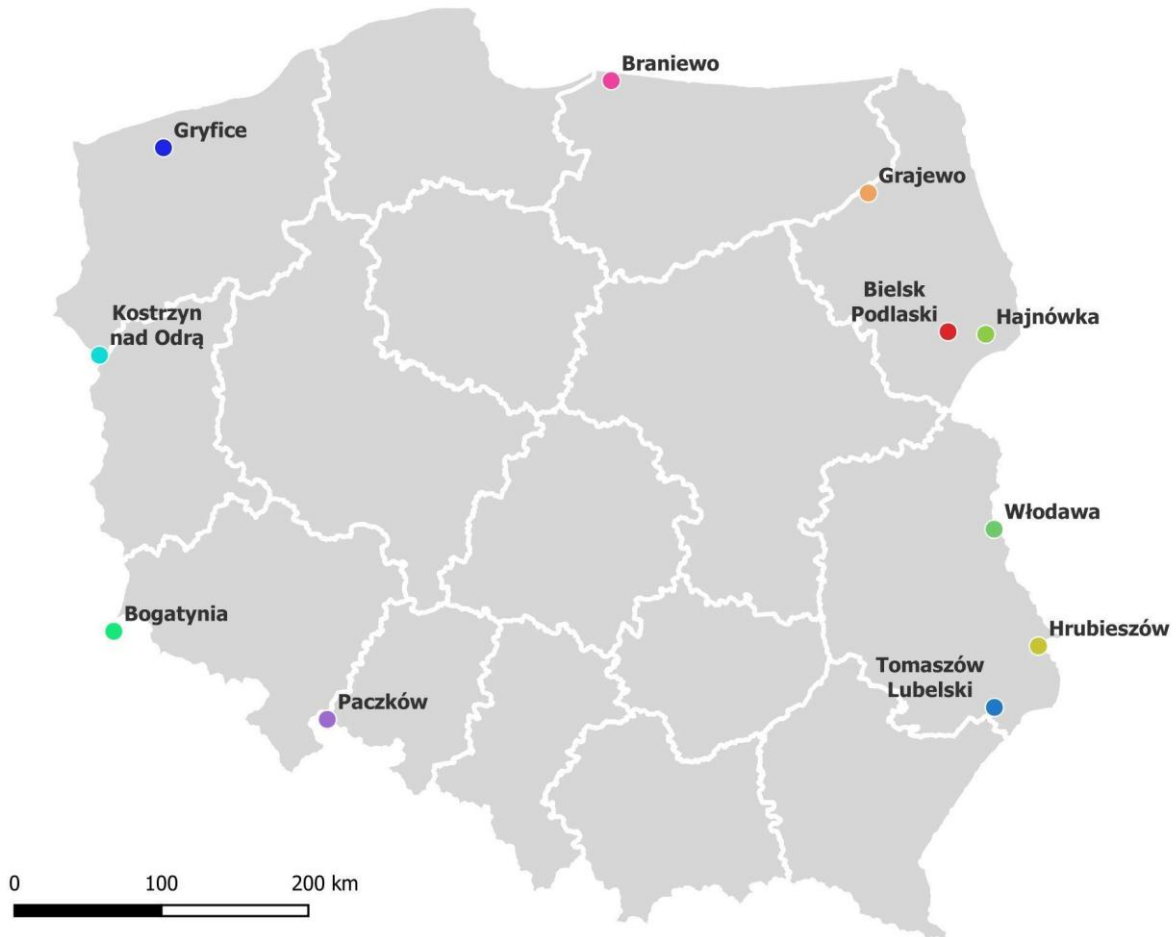 Braniewo
Gryfice
Grajewo
Bielsk
Podlaski
Hajnówka
Kostrzyn
nad Odrą
Włodawa
Bogatynia
Hrubieszów
Tomaszów
Lubelski
Paczków
0 100 200 km